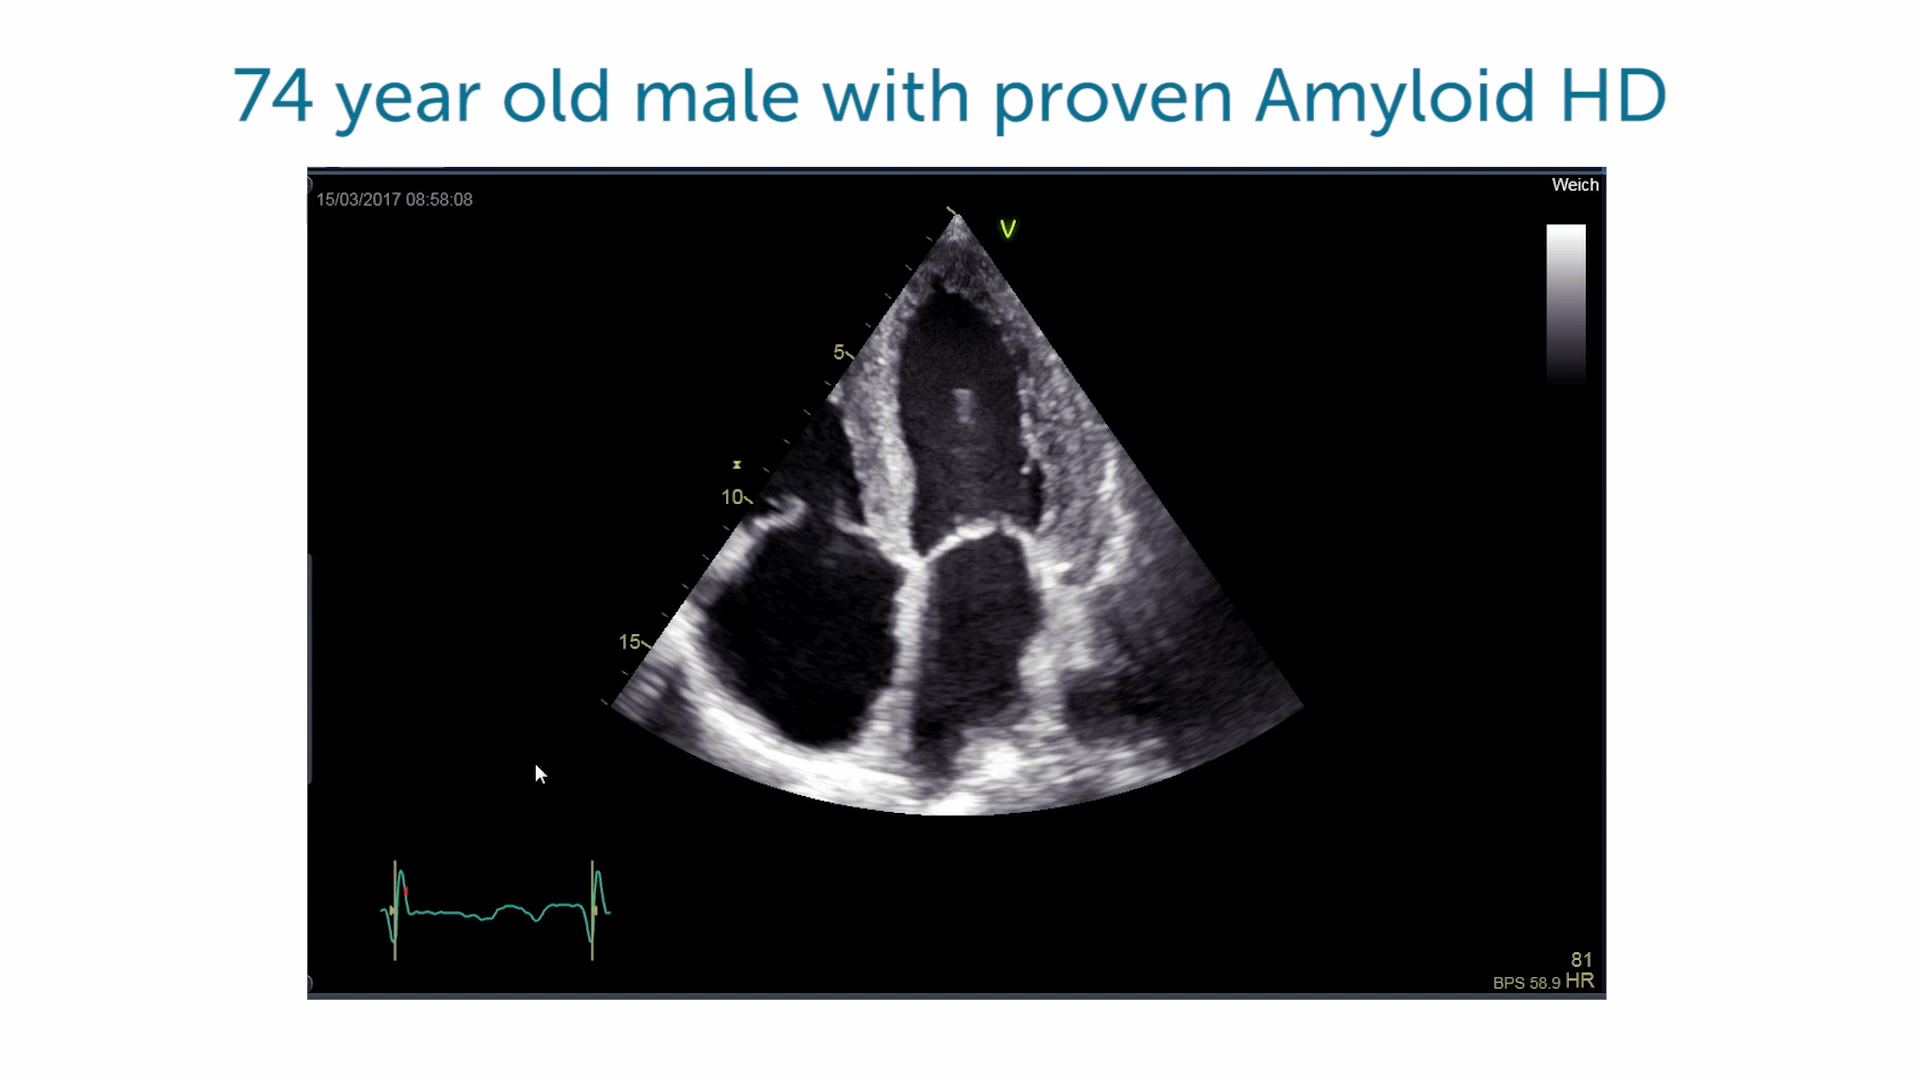 74 year old male with proven Amyloid HD
15/03/2017 08:58:08
Weich
V
5
10
15
81
BPS 58.9 HR